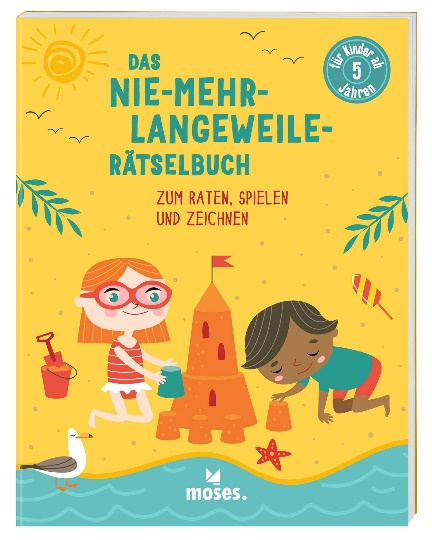 DAS
NIE-MEHR-
LANGEWEILE-
RÄTSELBUCH
ZUM RATEN, SPIELEN
UND ZEICHNEN
für Kinder ab
5
Jahren
moses.